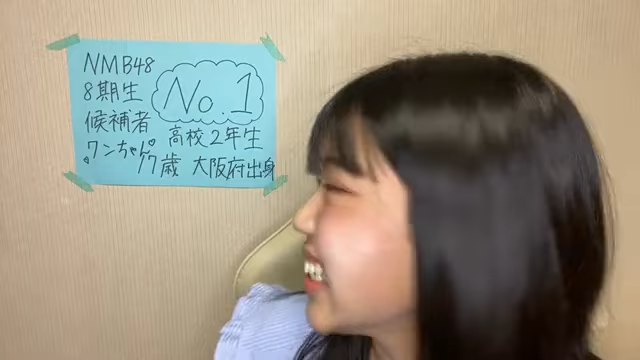 NMB48
8期生
No.1
候補者
高校2年生
ワンちゃん
17歳 大阪府出身